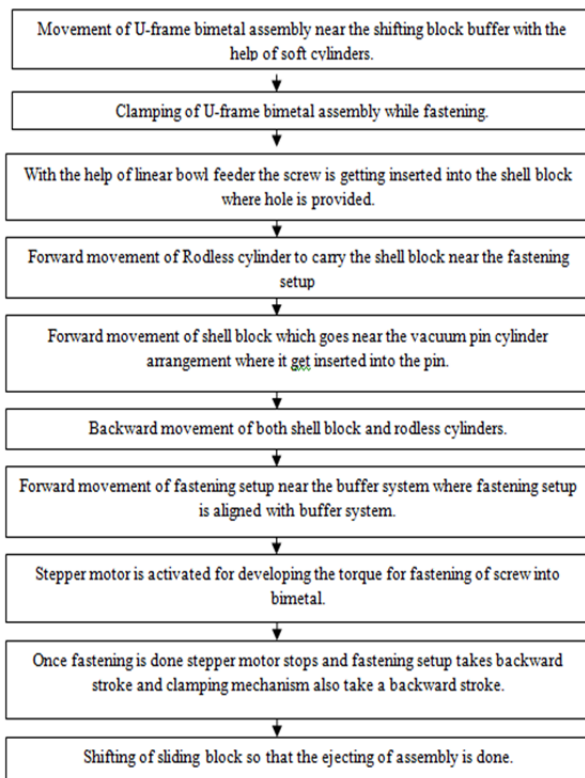 Movement of U-frame bimetal assembly near the shifting block buffer with the
help of soft cylinders.
Clamping of U-frame bimetal assembly while fastening.
With the help of linear bowl feeder the screw is getting inserted into the shell block
where hole is provided.
Forward movement of Rodless cylinder to carry the shell block near the fastening
setup
Forward movement of shell block which goes near the vacuum pin cylinder
arrangement where it get inserted into the pin.
Backward movement of both shell block and rodless cylinders.
Forward movement of fastening setup near the buffer system where fastening setup
is aligned with buffer system.
Stepper motor is activated for developing the torque for fastening of screw into
bimetal.
Once fastening is done stepper motor stops and fastening setup takes backward
stroke and clamping mechanism also take a backward stroke.
Shifting of sliding block so that the ejecting of assembly is done.